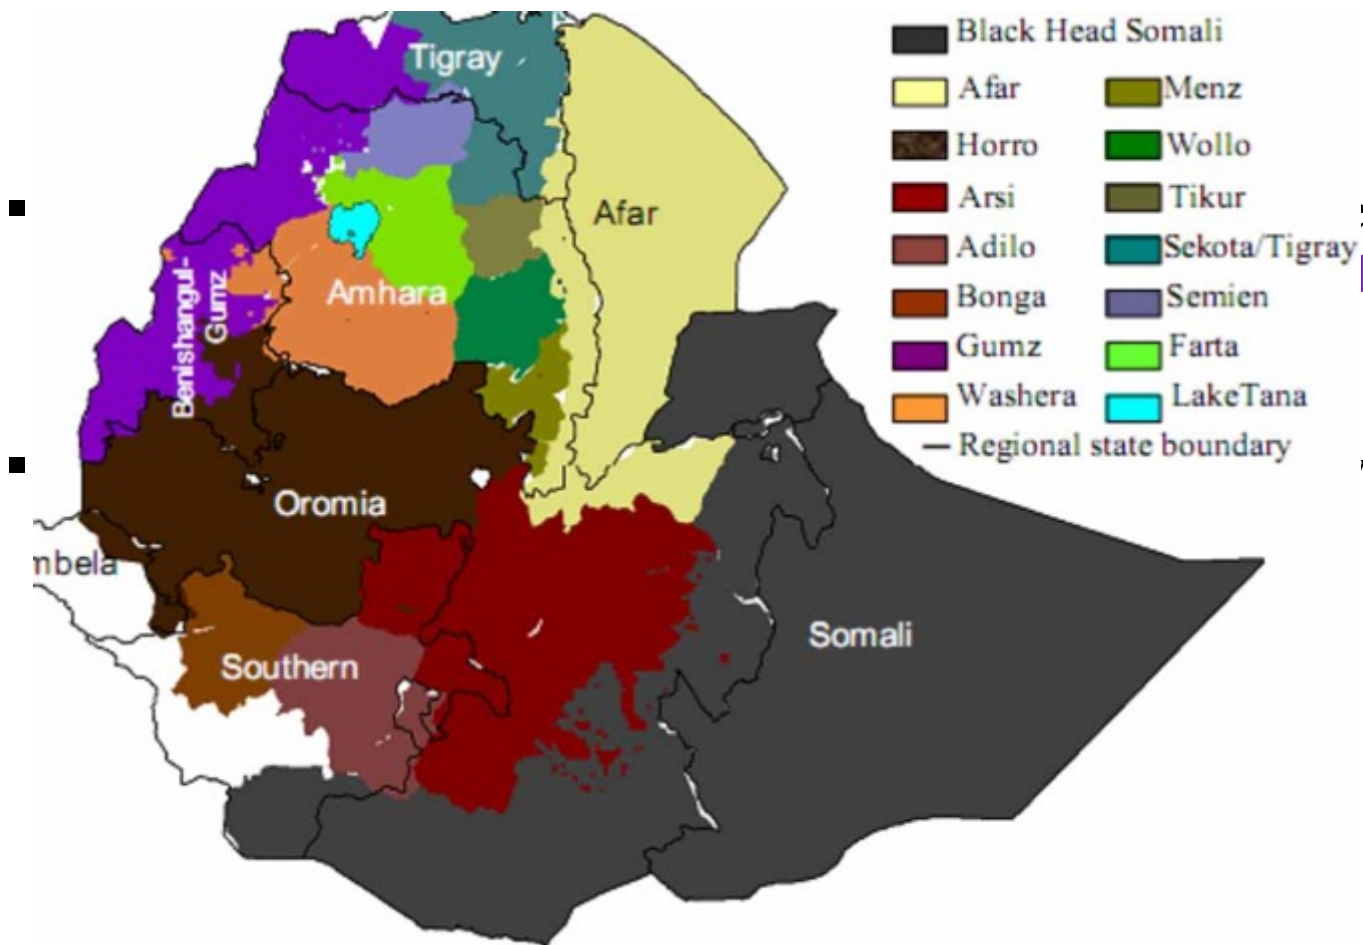 Tigray
Afar
Amhara
Benishangul-
Gumz
Oromia
mbela
Southern
Somali
Black Head Somali
Afar
Menz
Horro
Wollo
Arsi
Tikur
Adilo
Sekota/Tigray
Bonga
Semien
Gumz
Farta
Washera
LakeTana
Regional state boundary